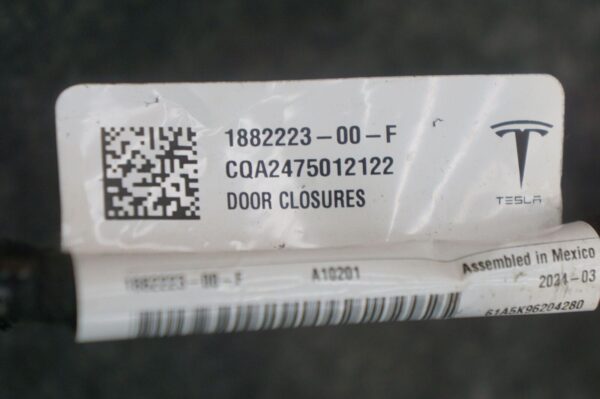 1882223-00-F
CQA2475012122
DOOR CLOSURES
TESLA
1882223-00-F A10201
Assembled in Mexico
2024-03
61A5K96204280